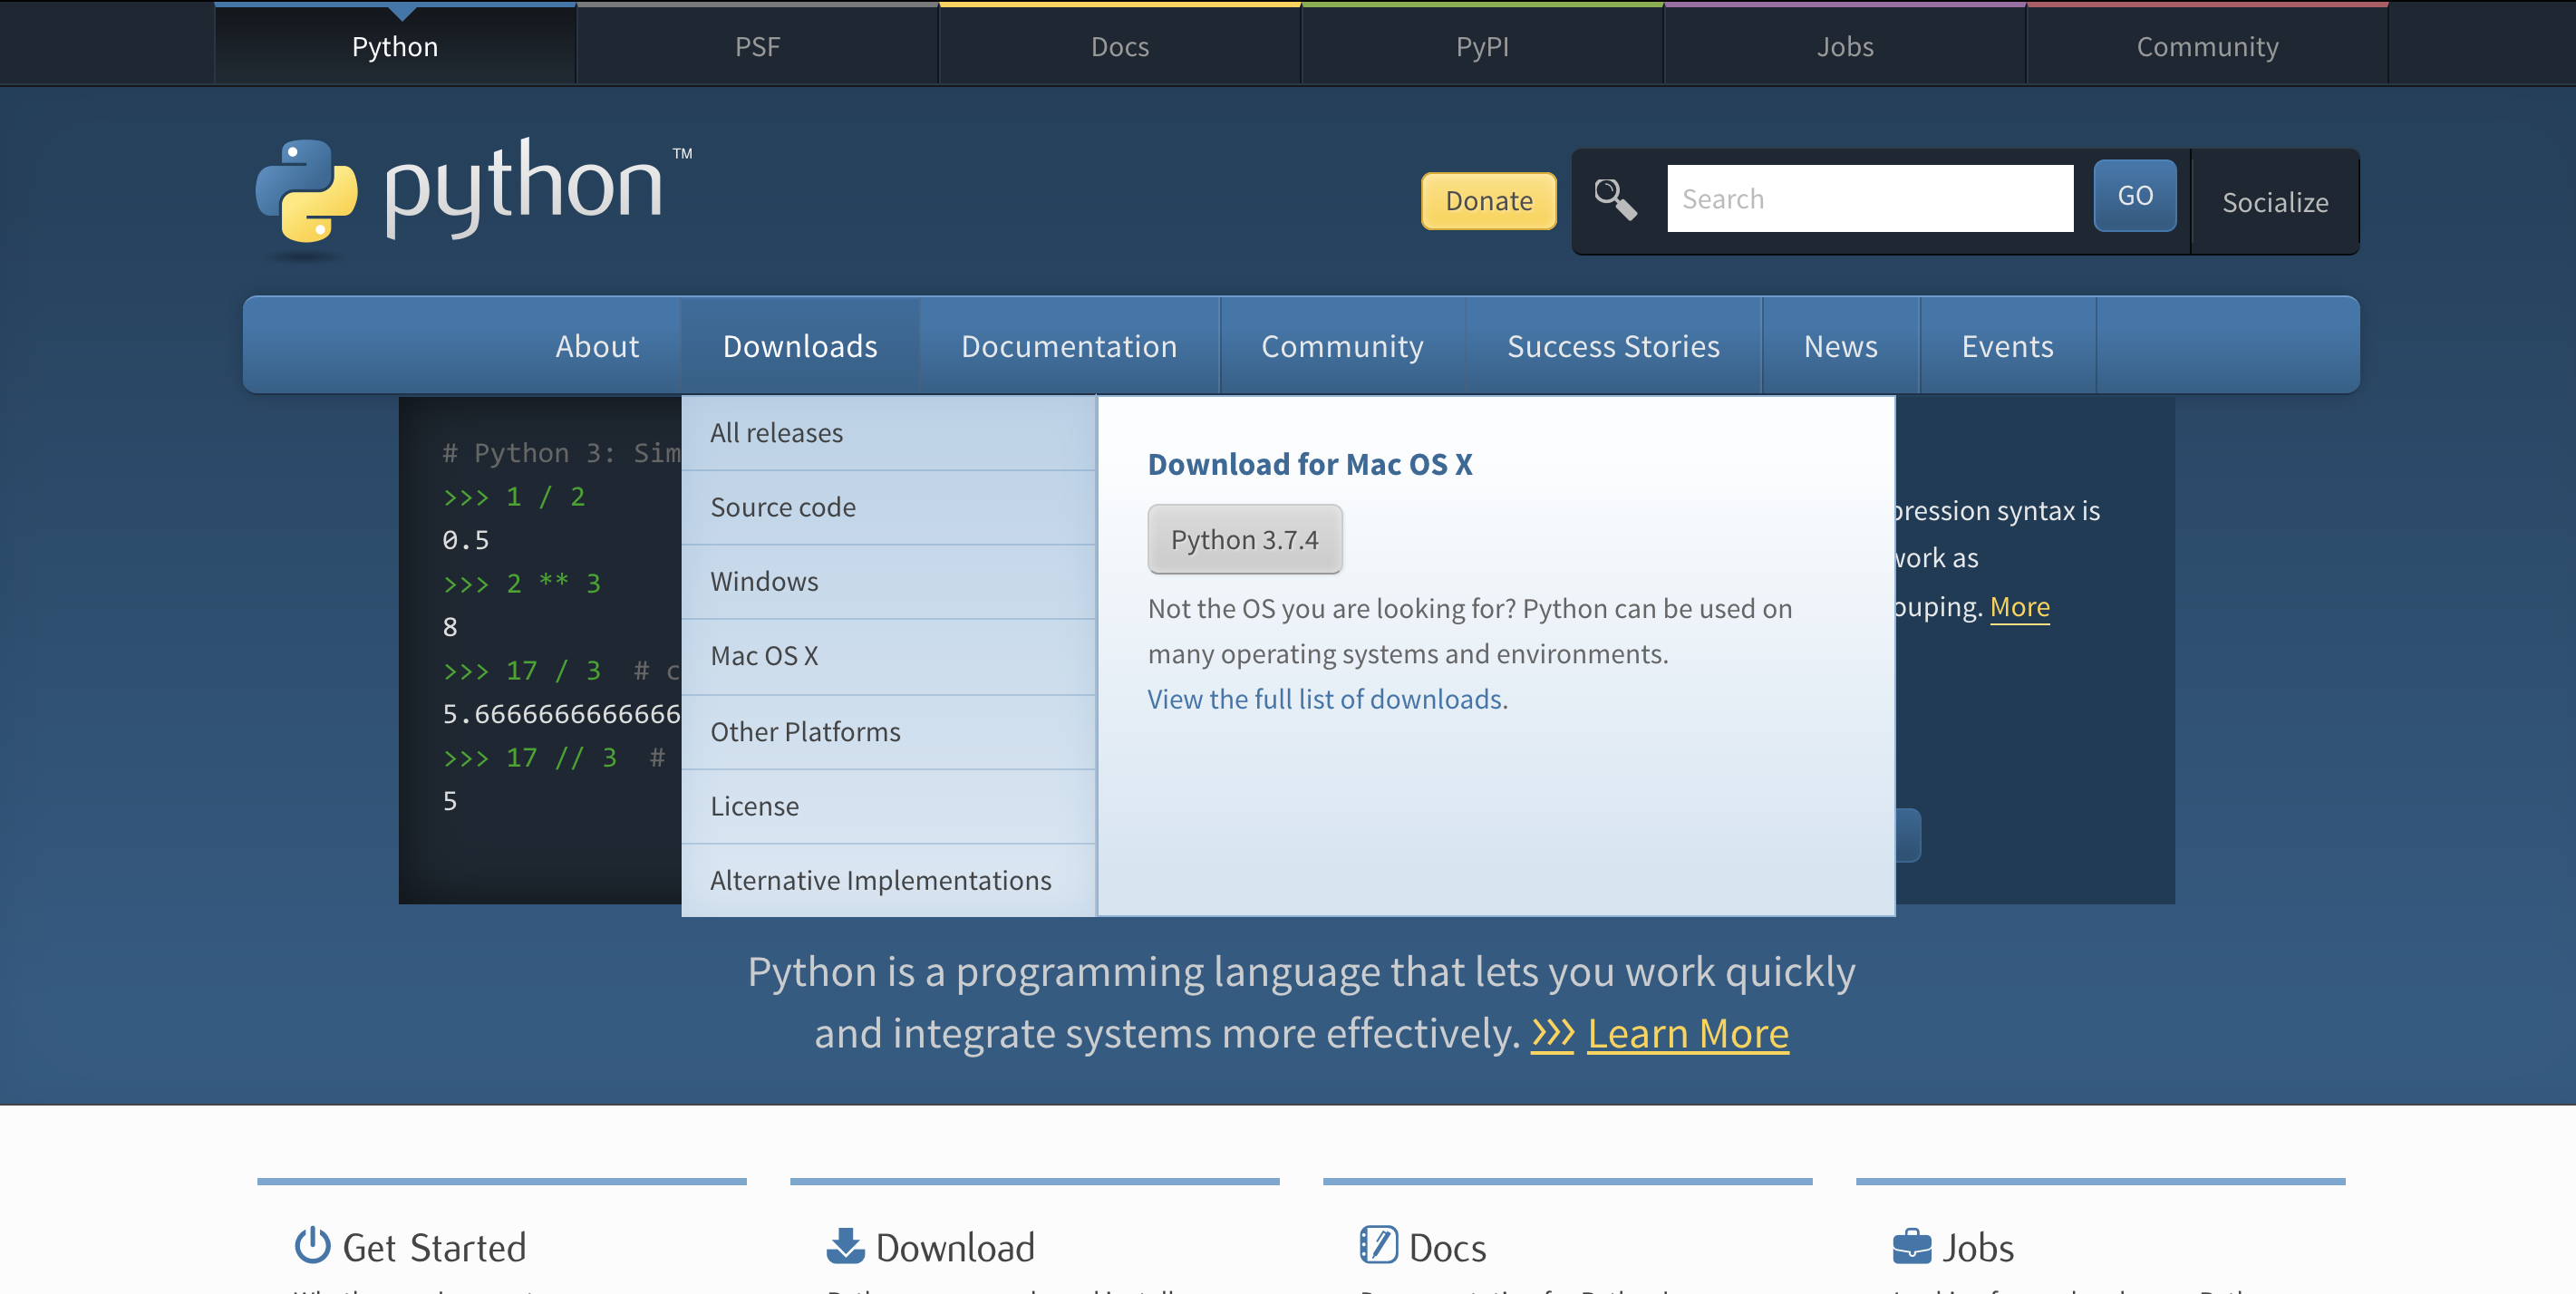 Python
PSF
Docs
PyPI
Jobs
Community
python™
Donate
Search
GO
Socialize
About
Downloads
Documentation
Community
Success Stories
News
Events
# Python 3: Sim
>>> 1 / 2
0.5
>>> 2 ** 3
8
>>> 17 / 3 # c
5.6666666666666
>>> 17 // 3 #
5
All releases
Source code
Windows
Mac OS X
Other Platforms
License
Alternative Implementations
Download for Mac OS X
Python 3.7.4
Not the OS you are looking for? Python can be used on
many operating systems and environments.
View the full list of downloads.
pression syntax is
work as
ouping. More
Python is a programming language that lets you work quickly
and integrate systems more effectively. >>> Learn More
Get Started
Download
Docs
Jobs